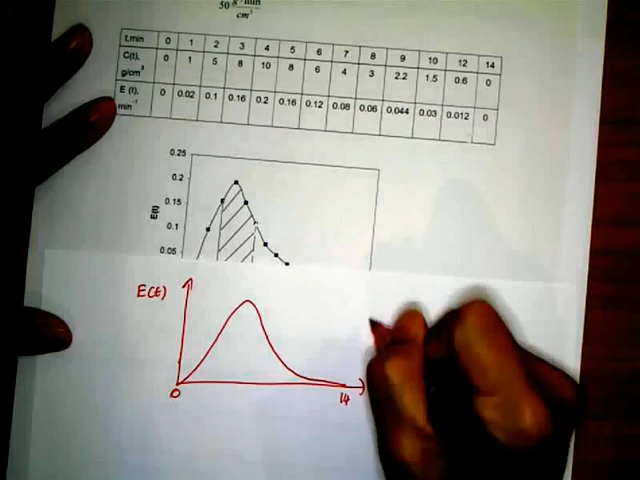 50 g·min
cm³
t,min 0 1 2 3 4 5 6 7 8 9 10 12 14
C(t), g/cm³ 0 1 5 8 10 8 6 4 3 2.2 1.5 0.6 0
E (t), min⁻¹ 0 0.02 0.1 0.16 0.2 0.16 0.12 0.08 0.06 0.044 0.03 0.012 0
0.25
0.2
0.15
0.1
0.05
E(t)
E(t)
0 14